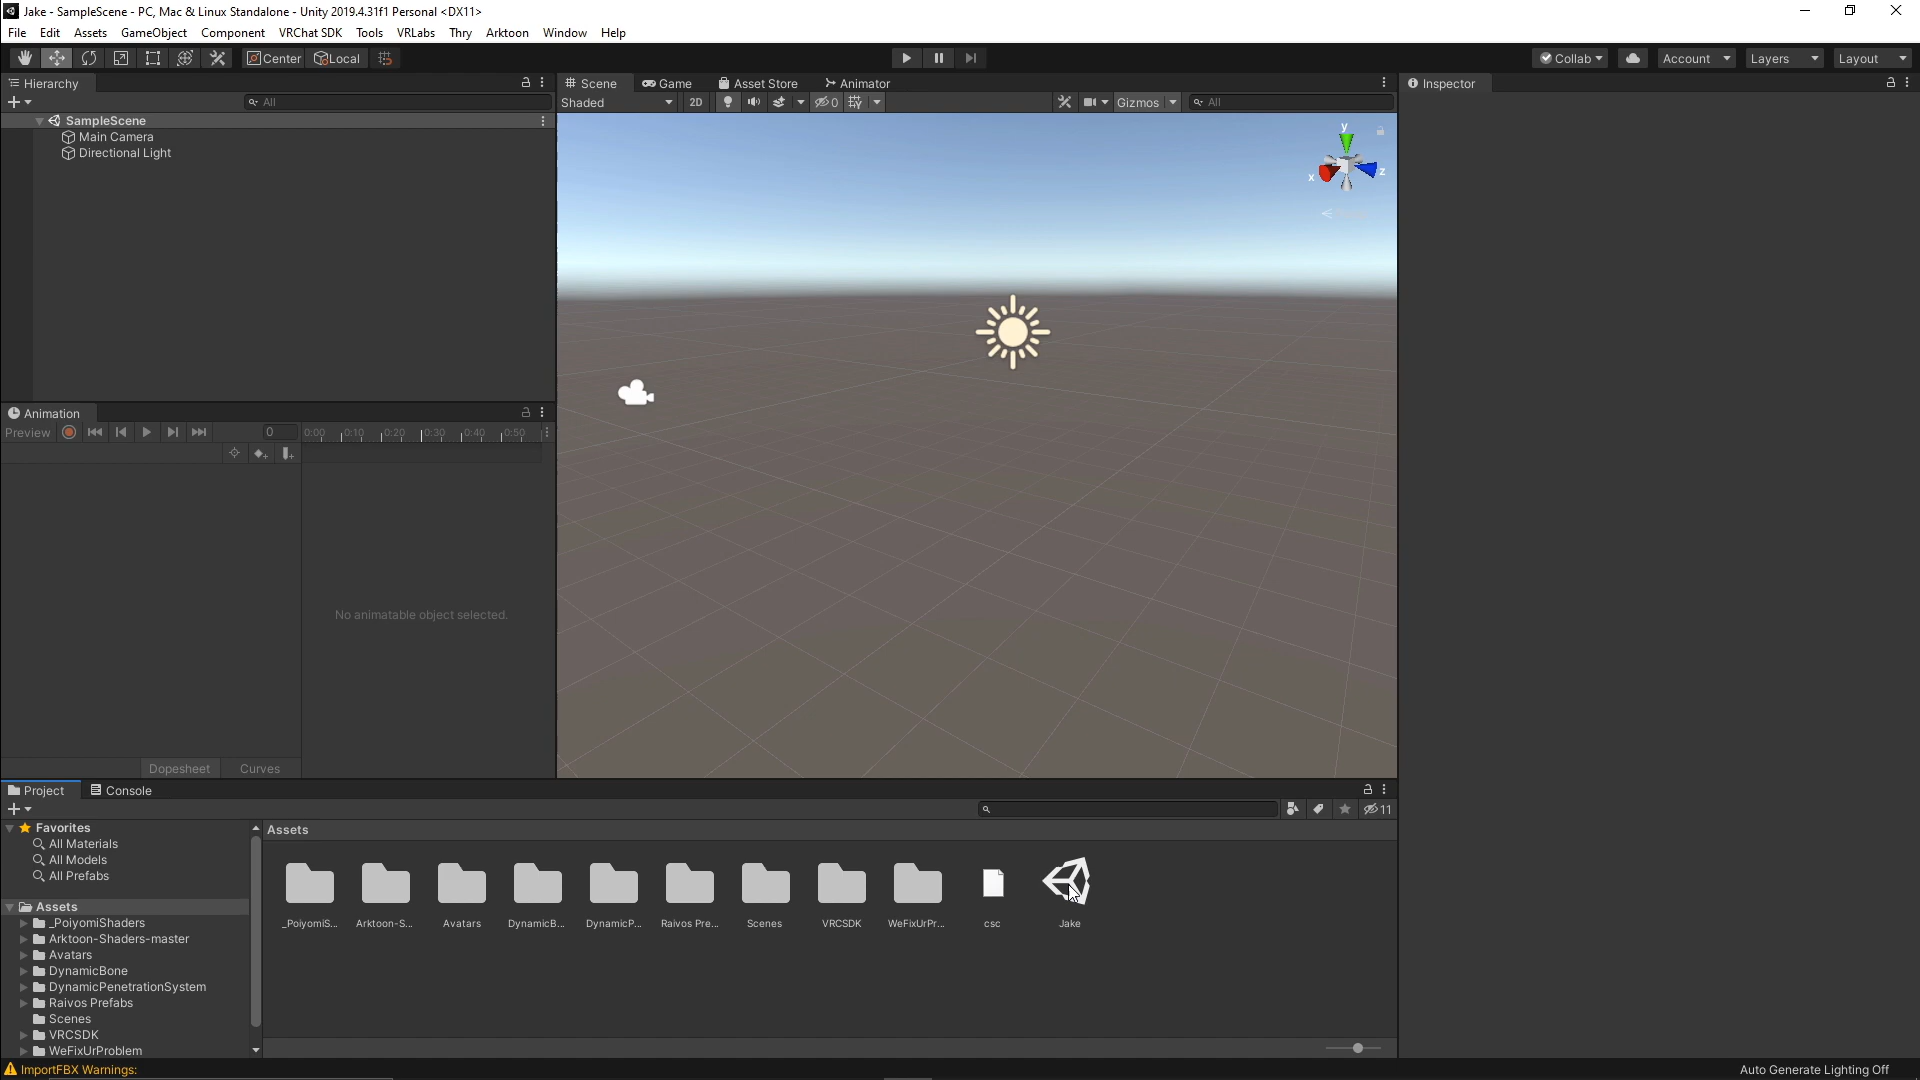 Jake - SampleScene - PC, Mac & Linux Standalone - Unity 2019.4.31f1 Personal <DX11>
File Edit Assets GameObject Component VRChat SDK Tools VRLabs Thry Arktoon Window Help
Center Local Collab Account Layers Layout
Hierarchy
All
SampleScene
Main Camera
Directional Light
Scene Game Asset Store Animator
Shaded 2D 0 Gizmos All
y
x z
Inspector
Animation
Preview 0 0:00 0:10 0:20 0:30 0:40 0:50
No animatable object selected.
Dopesheet Curves
Project Console
11
Favorites
All Materials
All Models
All Prefabs
Assets
_PoiyomiShaders
Arktoon-Shaders-master
Avatars
DynamicBone
DynamicPenetrationSystem
Raivos Prefabs
Scenes
VRCSDK
WeFixUrProblem
Assets
_PoiyomiS... Arktoon-S... Avatars DynamicB... DynamicP... Raivos Pre... Scenes VRCSDK WeFixUrPr... csc Jake
ImportFBX Warnings:
Auto Generate Lighting Off